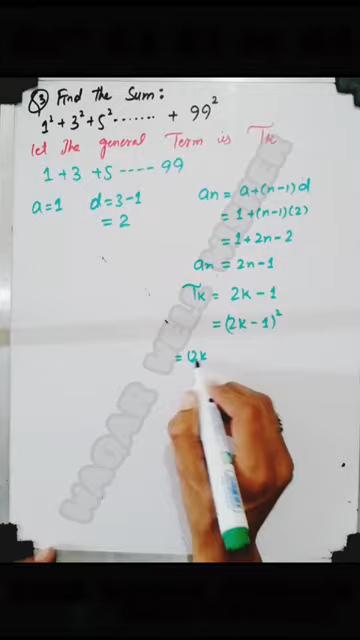 Q3 Find the Sum:
1² + 3² + 5² ....... + 99²
let the general Term is Tk
1 + 3 + 5 ---- 99
a = 1 d = 3 - 1
= 2
an = a + (n - 1) d
= 1 + (n - 1) (2)
= 1 + 2n - 2
an = 2n - 1
Tk = 2k - 1
= (2k - 1)²
= (2k
WAQAR